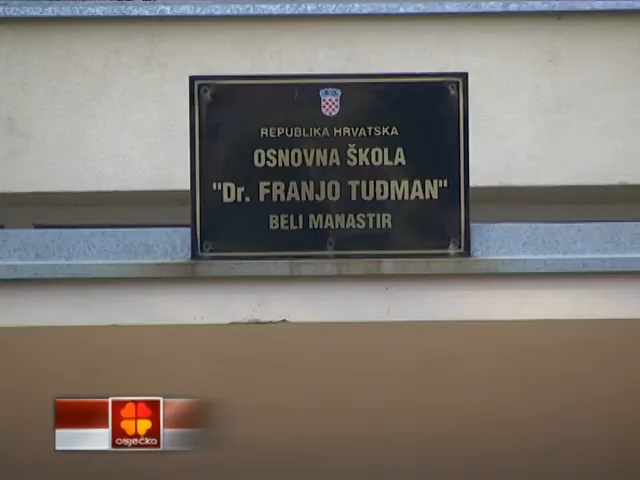 REPUBLIKA HRVATSKA
OSNOVNA ŠKOLA
"Dr. FRANJO TUĐMAN"
BELI MANASTIR
osječko